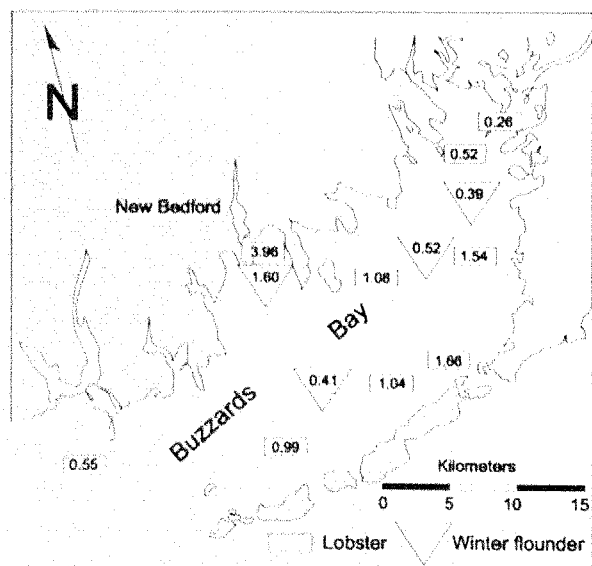 N
0.26
0.52
New Bedford
0.39
3.96
0.52
1.54
1.60
1.08
Bay
1.66
0.41
1.04
Buzzards
0.99
0.55
Kilometers
0 5 10 15
Lobster
Winter flounder